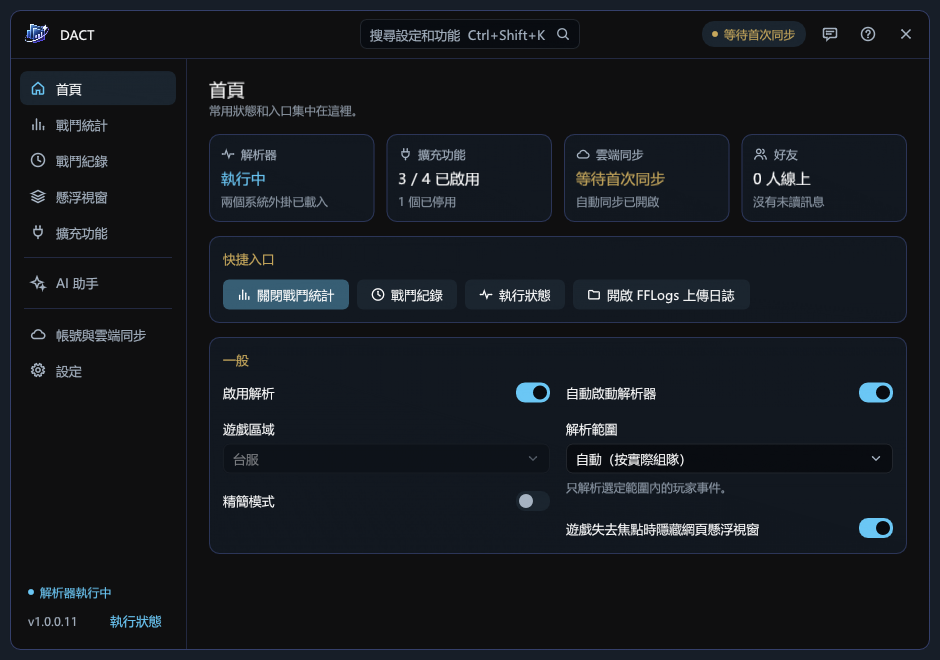 DACT
搜尋設定和功能 Ctrl+Shift+K
等待首次同步
首頁
戰鬥統計
戰鬥紀錄
懸浮視窗
擴充功能
AI 助手
帳號與雲端同步
設定
解析器執行中
v1.0.0.11 執行狀態
首頁
常用狀態和入口集中在這裡。
解析器
執行中
兩個系統外掛已載入
擴充功能
3 / 4 已啟用
1 個已停用
雲端同步
等待首次同步
自動同步已開啟
好友
0 人線上
沒有未讀訊息
快捷入口
關閉戰鬥統計 戰鬥紀錄 執行狀態 開啟 FFLogs 上傳日誌
一般
啟用解析
自動啟動解析器
遊戲區域
台服
解析範圍
自動（按實際組隊）
只解析選定範圍內的玩家事件。
精簡模式
遊戲失去焦點時隱藏網頁懸浮視窗